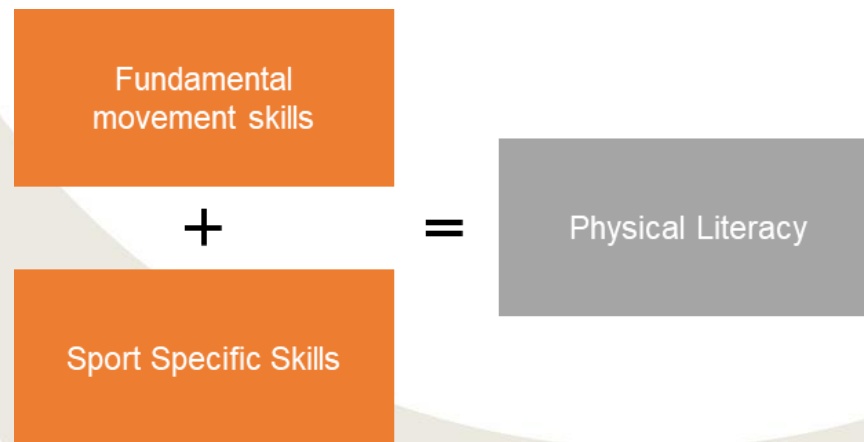 Fundamental
movement skills
+
=
Physical Literacy
Sport Specific Skills